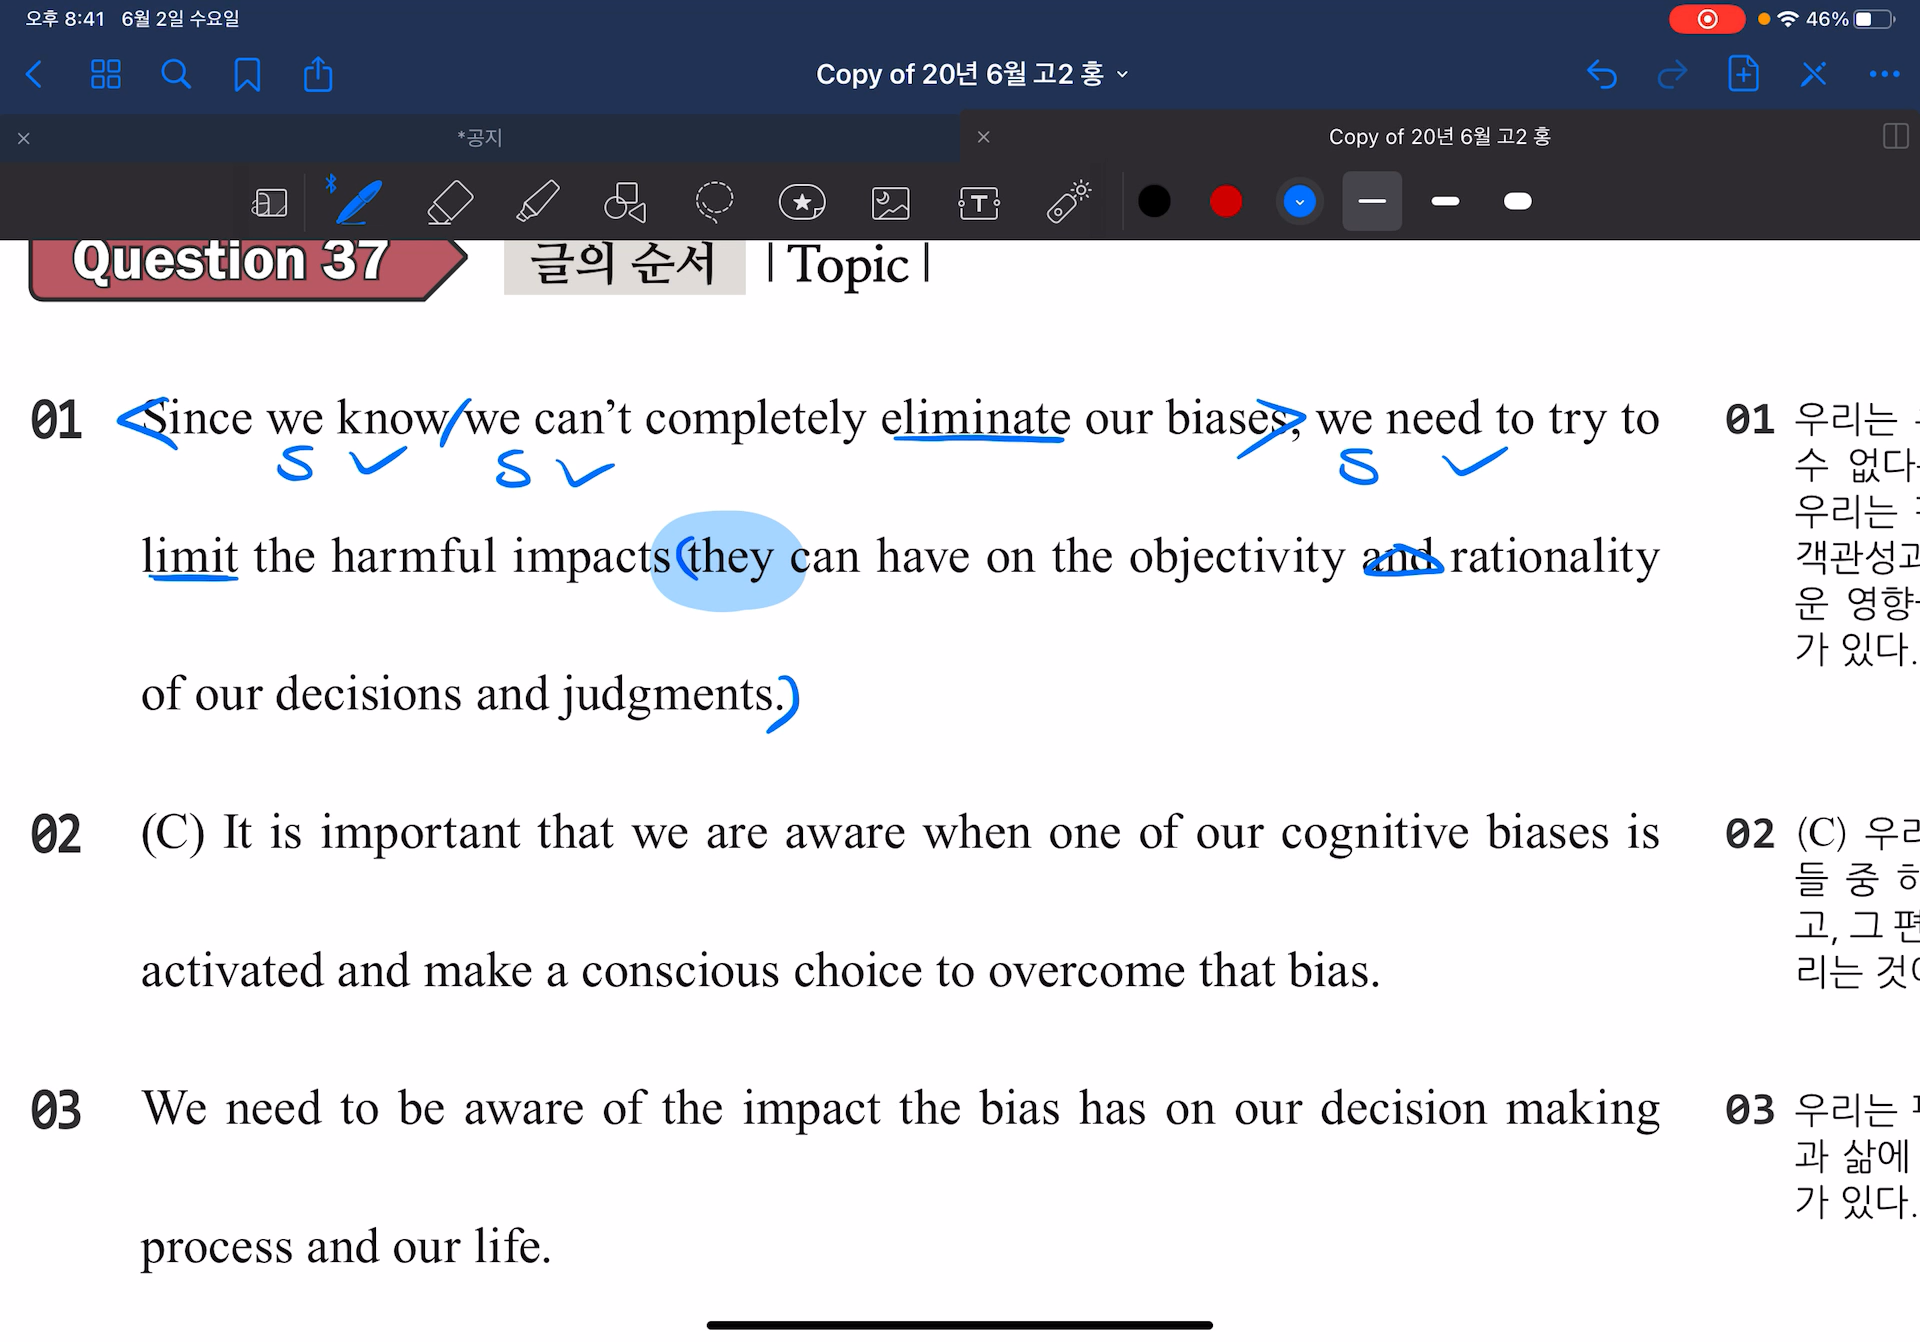 오후 8:41 6월 2일 수요일 46%
Copy of 20년 6월 고2 홍
*공지 Copy of 20년 6월 고2 홍
Question 37 글의 순서 | Topic |
01 Since we know we can't completely eliminate our biases, we need to try to
S V S V S V
limit the harmful impacts they can have on the objectivity and rationality
of our decisions and judgments.
02 (C) It is important that we are aware when one of our cognitive biases is
activated and make a conscious choice to overcome that bias.
03 We need to be aware of the impact the bias has on our decision making
process and our life.
01 우리는
수 없다
우리는
객관성과
운 영향
가 있다.
02 (C) 우리
들 중
고, 그 편
리는 것
03 우리는
과 삶에
가 있다.